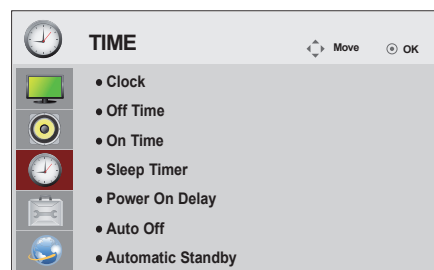 TIME
Move
OK
● Clock
● Off Time
● On Time
● Sleep Timer
● Power On Delay
● Auto Off
● Automatic Standby